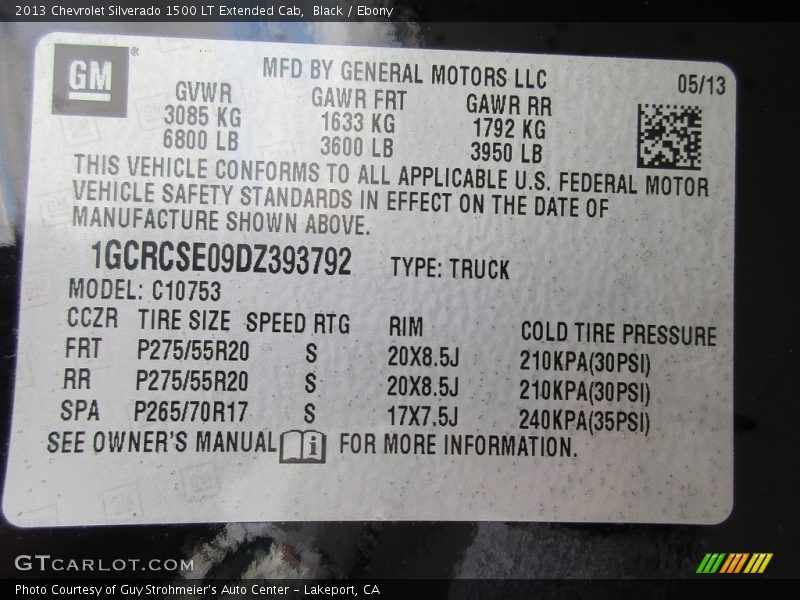 2013 Chevrolet Silverado 1500 LT Extended Cab,  Black / Ebony
GM®
MFD BY GENERAL MOTORS LLC
05/13
GVWR GAWR FRT GAWR RR
3085 KG 1633 KG 1792 KG
6800 LB 3600 LB 3950 LB
THIS VEHICLE CONFORMS TO ALL APPLICABLE U.S. FEDERAL MOTOR
VEHICLE SAFETY STANDARDS IN EFFECT ON THE DATE OF
MANUFACTURE SHOWN ABOVE.
1GCRCSE09DZ393792 TYPE: TRUCK
MODEL: C10753
CCZR TIRE SIZE SPEED RTG RIM COLD TIRE PRESSURE
FRT P275/55R20 S 20X8.5J 210KPA(30PSI)
RR P275/55R20 S 20X8.5J 210KPA(30PSI)
SPA P265/70R17 S 17X7.5J 240KPA(35PSI)
SEE OWNER'S MANUAL i FOR MORE INFORMATION.
GTCARLOT.COM
Photo Courtesy of Guy Strohmeier's Auto Center - Lakeport, CA